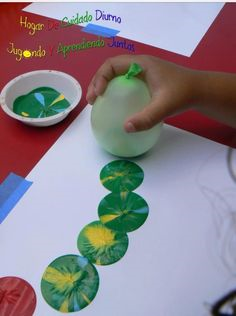 Hogar De Cuidado Diurno
Jugando Y Aprendiendo Juntos